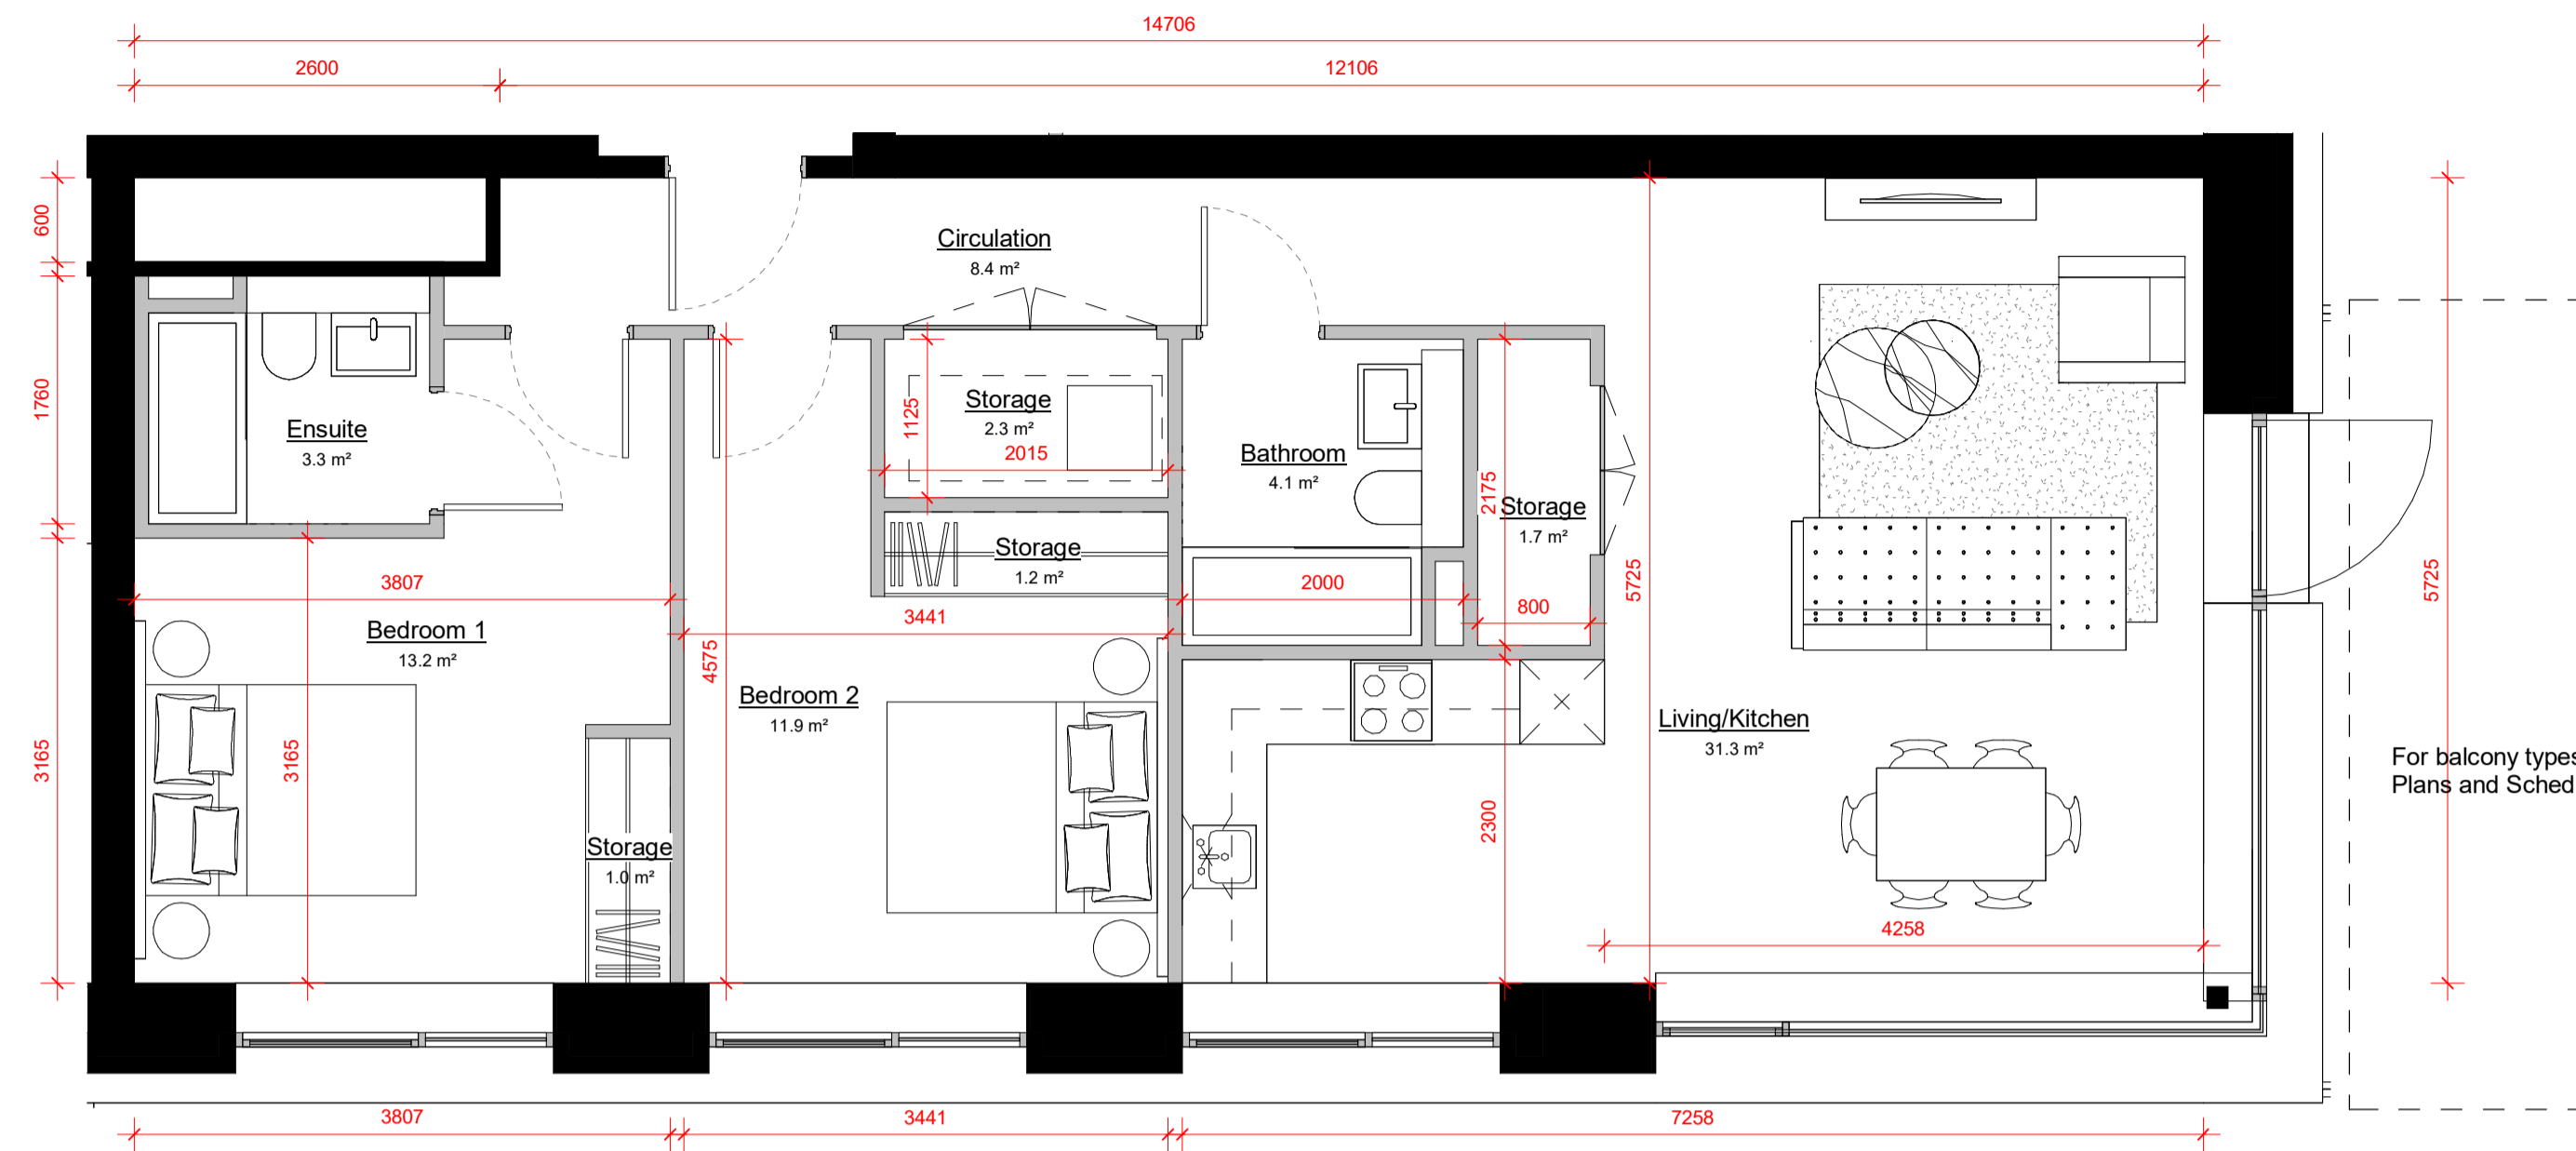 14706
2600
12106
600
1760
3165
Circulation
8.4 m²
Ensuite
3.3 m²
1125
Storage
2.3 m²
2015
Bathroom
4.1 m²
2175
Storage
1.7 m²
Storage
1.2 m²
3807
3441
2000
800
5725
5725
Bedroom 1
13.2 m²
4575
Bedroom 2
11.9 m²
3165
Living/Kitchen
31.3 m²
2300
Storage
1.0 m²
For balcony types
Plans and Sched
4258
3807
3441
7258